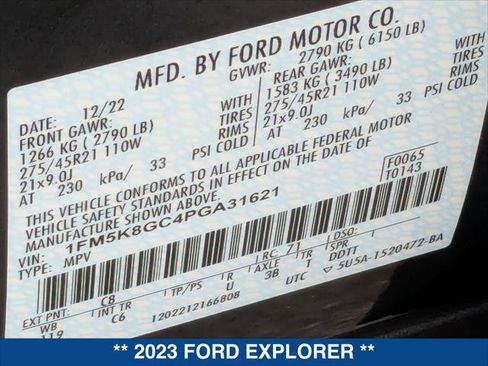 MFD. BY FORD MOTOR CO.
DATE: 12/22 GVWR: 2790 KG ( 6150 LB)
FRONT GAWR: WITH REAR GAWR: WITH
1266 KG ( 2790 LB) TIRES 1583 KG ( 3490 LB) TIRES
275/45R21 110W RIMS 275/45R21 110W RIMS
21x9.0J PSI COLD 21x9.0J PSI COLD
AT 230 kPa/ 33 AT 230 kPa/ 33
THIS VEHICLE CONFORMS TO ALL APPLICABLE FEDERAL MOTOR
VEHICLE SAFETY STANDARDS IN EFFECT ON THE DATE OF
MANUFACTURE SHOWN ABOVE.
VIN: 1FM5K8GC4PGA31621 F0065
TYPE: MPV T0143
EXT PNT: C8 RC: 71 DSO:
WB INT TR TP/PS R AXLE TR SPR
119 C6 U 3B T DDTT
1202212166808 UTC ▽ 5U5A-1520472-BA
** 2023 FORD EXPLORER **